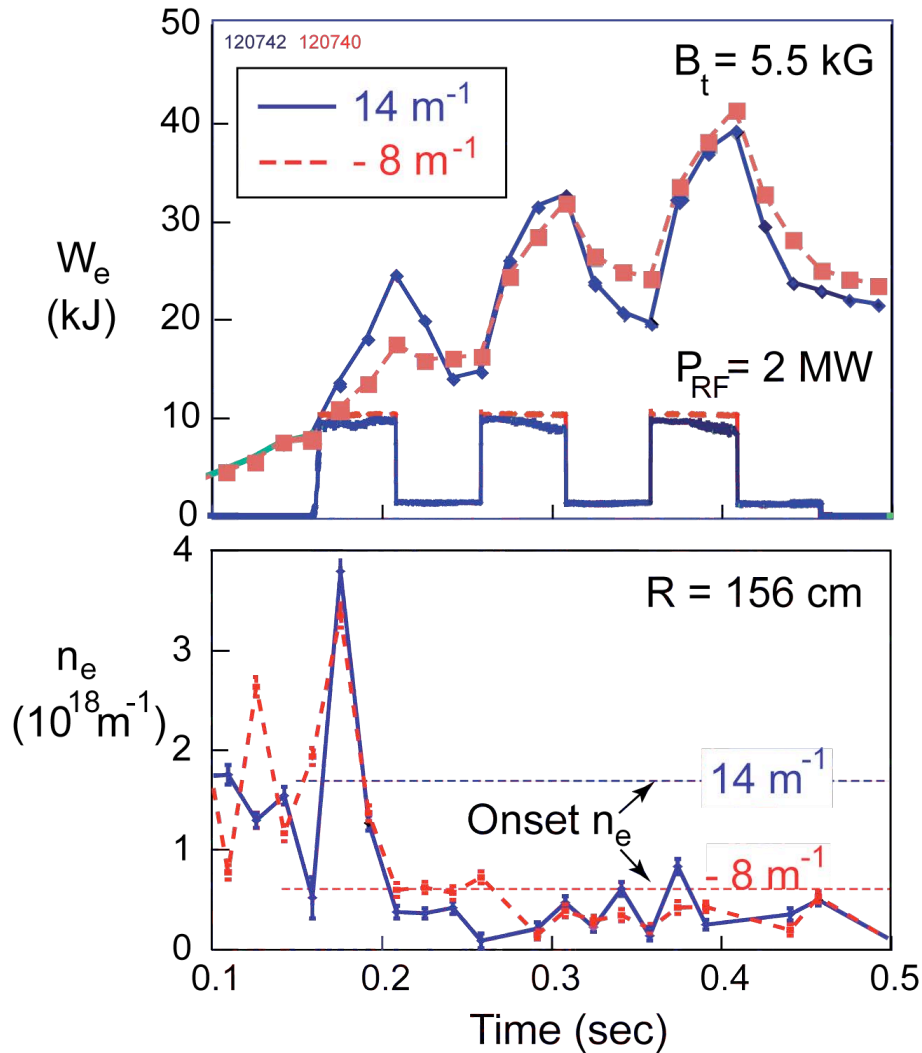 50
120742 120740
B_t = 5.5 kG
14 m⁻¹
- 8 m⁻¹
40
30
W_e
(kJ)
20
P_RF = 2 MW
10
0
4
R = 156 cm
3
n_e
(10¹⁸m⁻¹)
2
14 m⁻¹
Onset n_e
1
- 8 m⁻¹
0
0.1 0.2 0.3 0.4 0.5
Time (sec)